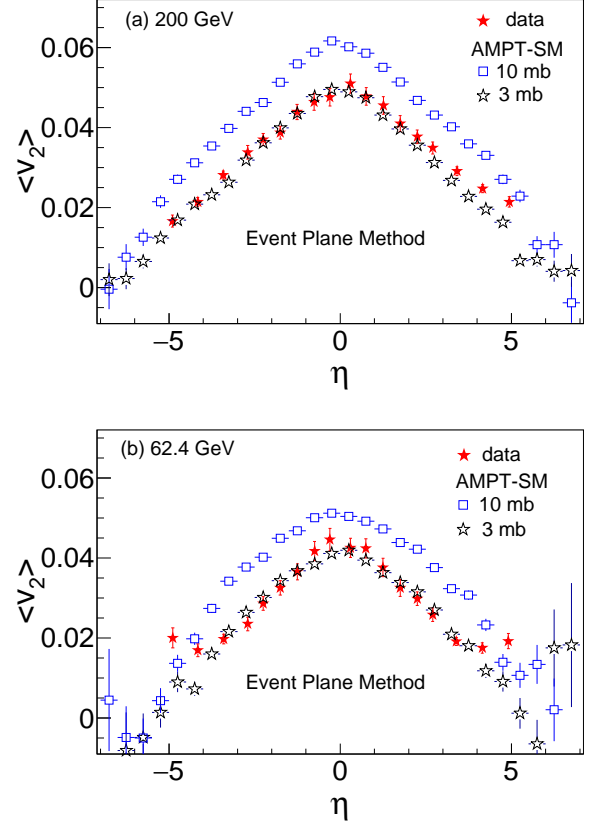 (a) 200 GeV
data
AMPT-SM
10 mb
3 mb
Event Plane Method
<v2>
0.06
0.04
0.02
0
−5
0
5
η
(b) 62.4 GeV
data
AMPT-SM
10 mb
3 mb
Event Plane Method
<v2>
0.06
0.04
0.02
0
−5
0
5
η